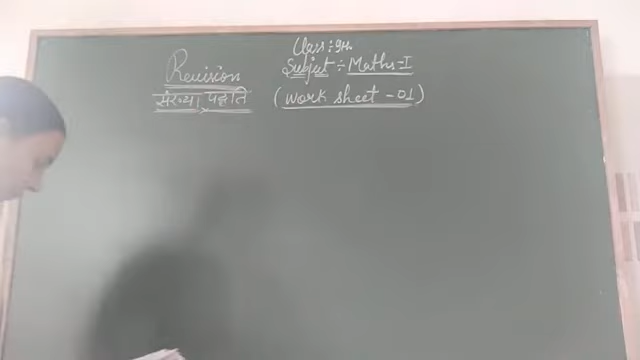 Class :- 9th
Revision Subject :- Maths-I
संख्या पद्धति (Work sheet - 01)